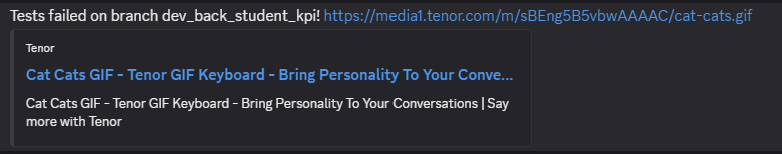 Tests failed on branch dev_back_student_kpi! https://media1.tenor.com/m/sBEng5B5vbwAAAAC/cat-cats.gif
Tenor
Cat Cats GIF - Tenor GIF Keyboard - Bring Personality To Your Conve...
Cat Cats GIF - Tenor GIF Keyboard - Bring Personality To Your Conversations | Say
more with Tenor